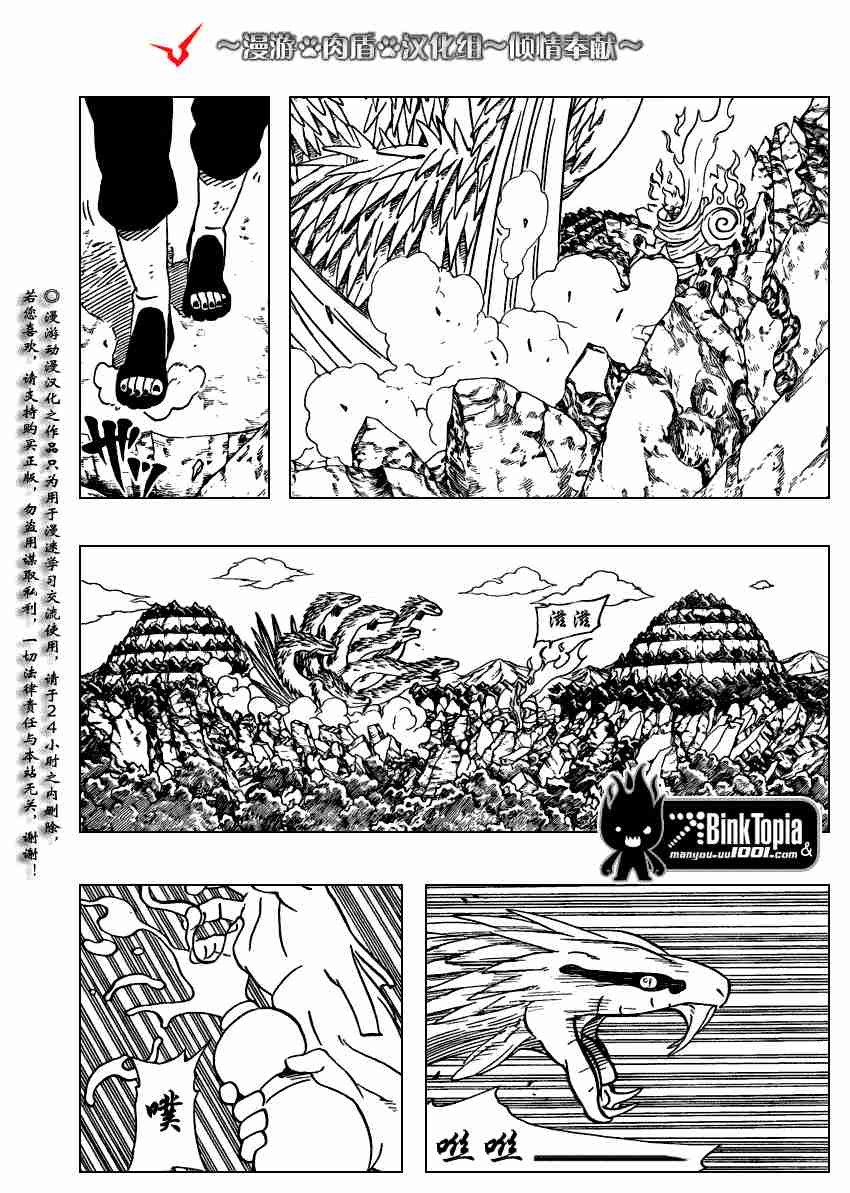 ～漫游肉盾汉化组～倾情奉献～
◎漫游动漫汉化之作品只为用于漫迷学习交流使用，请于24小时之内删除，
若您喜欢，请支持购买正版，勿盗用谋取私利，一切法律责任与本站无关，谢谢！
ザッ
滋滋
BinkTopia &
manyou-uu1001.com
噗
咝咝